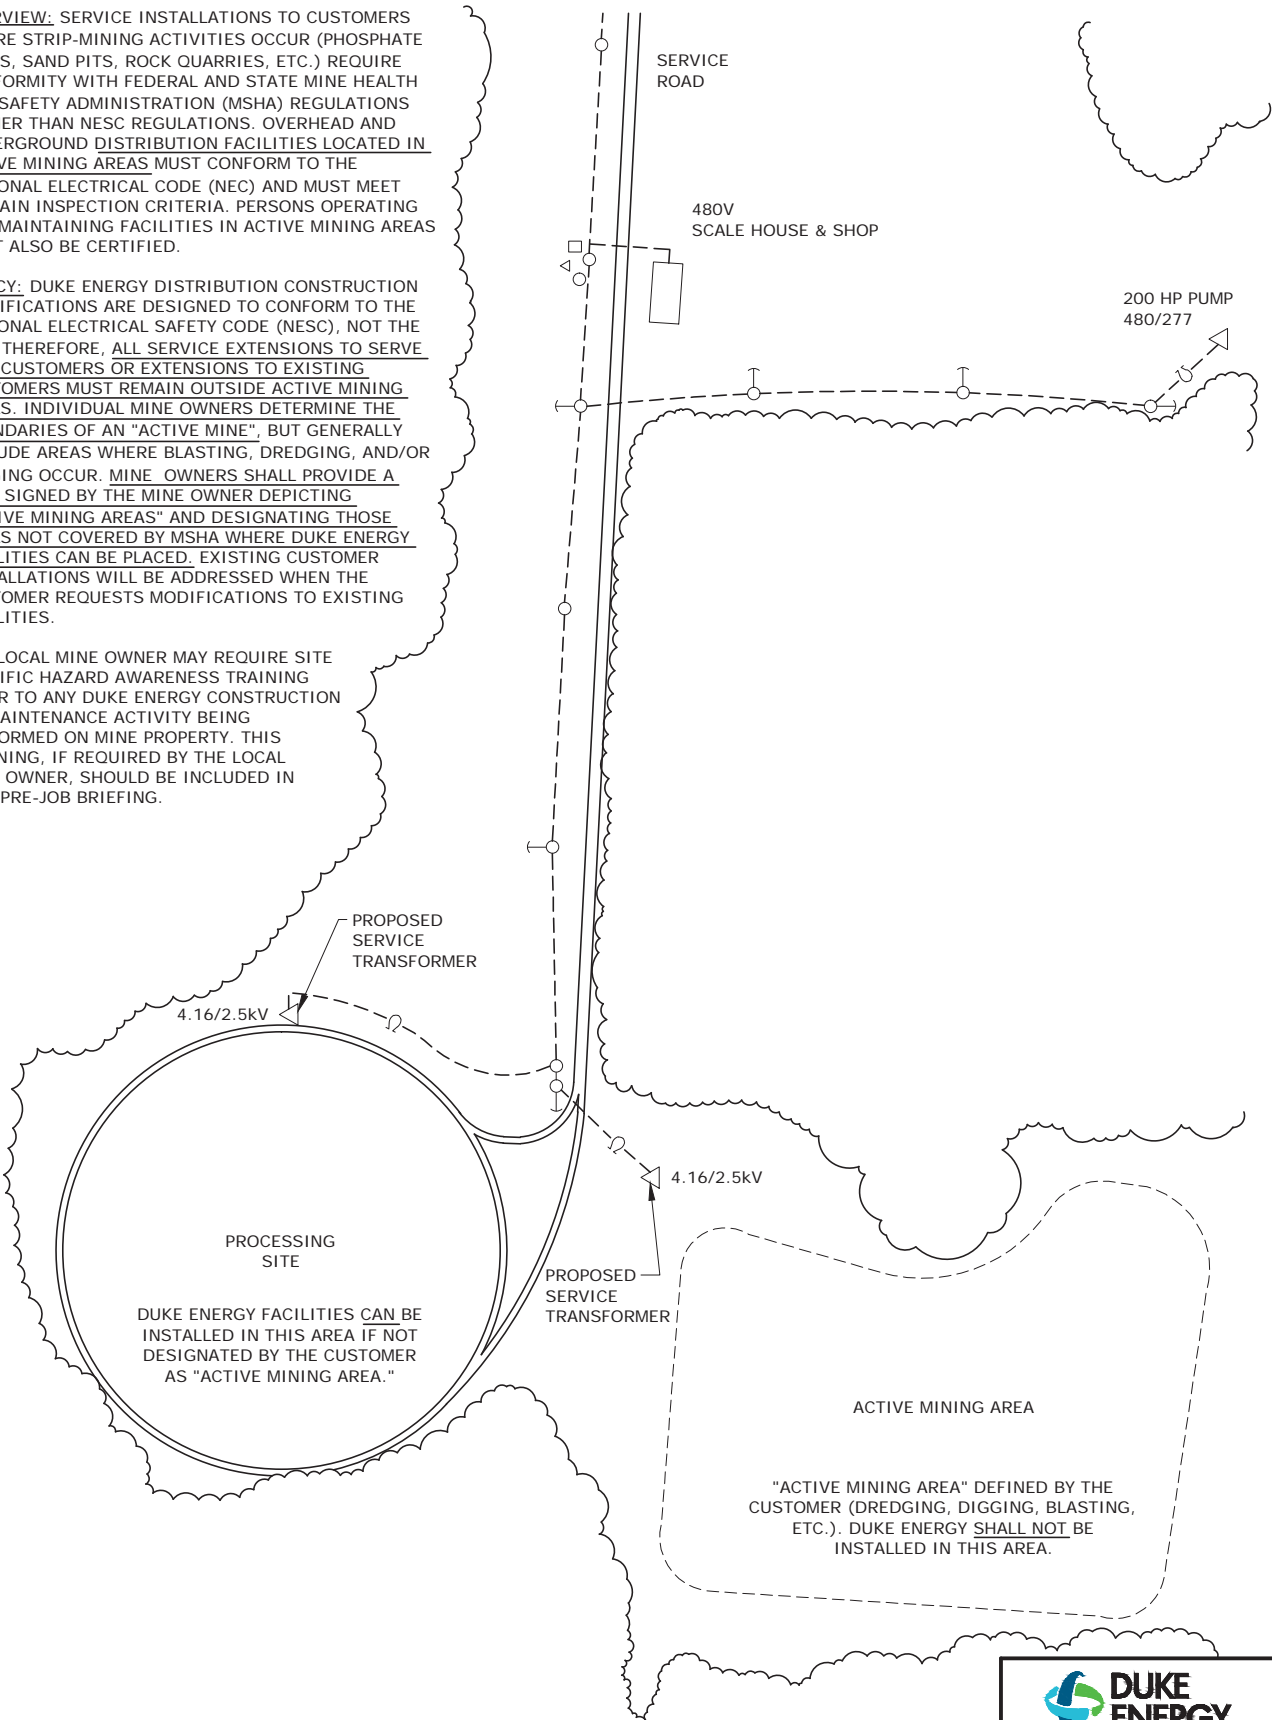 RVIEW: SERVICE INSTALLATIONS TO CUSTOMERS
RE STRIP-MINING ACTIVITIES OCCUR (PHOSPHATE
S, SAND PITS, ROCK QUARRIES, ETC.) REQUIRE
FORMITY WITH FEDERAL AND STATE MINE HEALTH
SAFETY ADMINISTRATION (MSHA) REGULATIONS
ER THAN NESC REGULATIONS. OVERHEAD AND
ERGROUND DISTRIBUTION FACILITIES LOCATED IN
VE MINING AREAS MUST CONFORM TO THE
ONAL ELECTRICAL CODE (NEC) AND MUST MEET
AIN INSPECTION CRITERIA. PERSONS OPERATING
MAINTAINING FACILITIES IN ACTIVE MINING AREAS
T ALSO BE CERTIFIED.
CY: DUKE ENERGY DISTRIBUTION CONSTRUCTION
IFICATIONS ARE DESIGNED TO CONFORM TO THE
ONAL ELECTRICAL SAFETY CODE (NESC), NOT THE
THEREFORE, ALL SERVICE EXTENSIONS TO SERVE
CUSTOMERS OR EXTENSIONS TO EXISTING
TOMERS MUST REMAIN OUTSIDE ACTIVE MINING
S. INDIVIDUAL MINE OWNERS DETERMINE THE
NDARIES OF AN "ACTIVE MINE", BUT GENERALLY
UDE AREAS WHERE BLASTING, DREDGING, AND/OR
ING OCCUR. MINE OWNERS SHALL PROVIDE A
SIGNED BY THE MINE OWNER DEPICTING
IVE MINING AREAS" AND DESIGNATING THOSE
S NOT COVERED BY MSHA WHERE DUKE ENERGY
LITIES CAN BE PLACED. EXISTING CUSTOMER
ALLATIONS WILL BE ADDRESSED WHEN THE
TOMER REQUESTS MODIFICATIONS TO EXISTING
LITIES.
LOCAL MINE OWNER MAY REQUIRE SITE
IFIC HAZARD AWARENESS TRAINING
R TO ANY DUKE ENERGY CONSTRUCTION
AINTENANCE ACTIVITY BEING
ORMED ON MINE PROPERTY. THIS
NING, IF REQUIRED BY THE LOCAL
OWNER, SHOULD BE INCLUDED IN
PRE-JOB BRIEFING.
SERVICE
ROAD
480V
SCALE HOUSE & SHOP
200 HP PUMP
480/277
PROPOSED
SERVICE
TRANSFORMER
4.16/2.5kV
4.16/2.5kV
PROPOSED
SERVICE
TRANSFORMER
PROCESSING
SITE
DUKE ENERGY FACILITIES CAN BE
INSTALLED IN THIS AREA IF NOT
DESIGNATED BY THE CUSTOMER
AS "ACTIVE MINING AREA."
ACTIVE MINING AREA
"ACTIVE MINING AREA" DEFINED BY THE
CUSTOMER (DREDGING, DIGGING, BLASTING,
ETC.). DUKE ENERGY SHALL NOT BE
INSTALLED IN THIS AREA.
DUKE
ENERGY